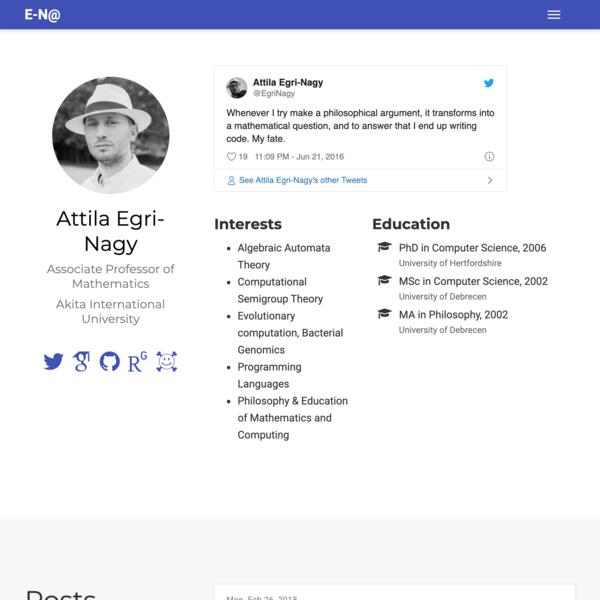 E-N@
Attila Egri-Nagy
@EgriNagy
Whenever I try make a philosophical argument, it transforms into
a mathematical question, and to answer that I end up writing
code. My fate.
19 11:09 PM - Jun 21, 2016
See Attila Egri-Nagy's other Tweets
Attila Egri-
Nagy
Associate Professor of
Mathematics
Akita International
University
Interests
Algebraic Automata
Theory
Computational
Semigroup Theory
Evolutionary
computation, Bacterial
Genomics
Programming
Languages
Philosophy & Education
of Mathematics and
Computing
Education
PhD in Computer Science, 2006
University of Hertfordshire
MSc in Computer Science, 2002
University of Debrecen
MA in Philosophy, 2002
University of Debrecen
Posts
Mon, Feb 26, 2018